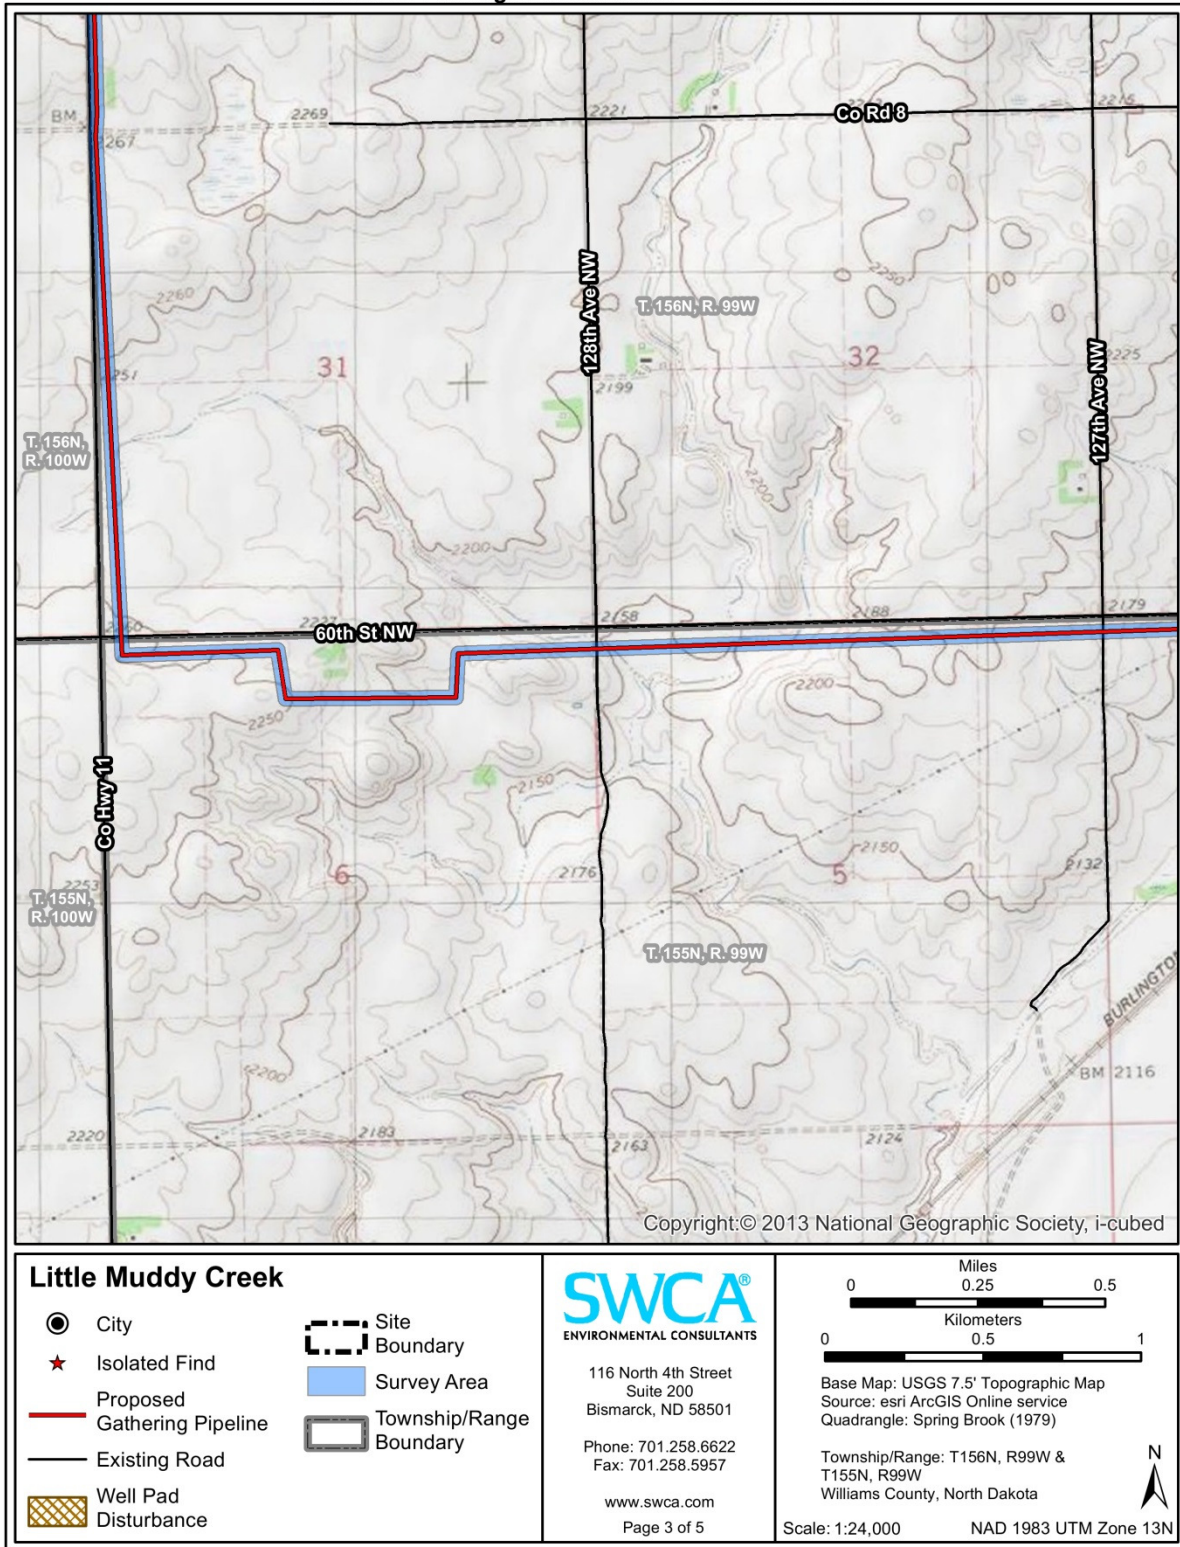 BM
2267
2269
2221
Co Rd 8
2215
2260
128th Ave NW
T. 156N, R. 99W
2250
31
32
2251
2199
2225
127th Ave NW
T. 156N,
R. 100W
2200
2200
2260
2227
60th St NW
2158
2188
2179
2250
2200
Co Hwy 11
2150
2150
2132
6
2176
5
2253
T. 155N,
R. 100W
T. 155N, R. 99W
BURLINGTON
2200
BM 2116
2220
2183
2163
2124
Copyright:© 2013 National Geographic Society, i-cubed
Little Muddy Creek
City
Isolated Find
Proposed
Gathering Pipeline
Existing Road
Well Pad
Disturbance
Site
Boundary
Survey Area
Township/Range
Boundary
SWCA®
ENVIRONMENTAL CONSULTANTS
116 North 4th Street
Suite 200
Bismarck, ND 58501
Phone: 701.258.6622
Fax: 701.258.5957
www.swca.com
Page 3 of 5
Miles
0 0.25 0.5
Kilometers
0 0.5 1
Base Map: USGS 7.5' Topographic Map
Source: esri ArcGIS Online service
Quadrangle: Spring Brook (1979)
Township/Range: T156N, R99W &
T155N, R99W
Williams County, North Dakota
N
Scale: 1:24,000 NAD 1983 UTM Zone 13N